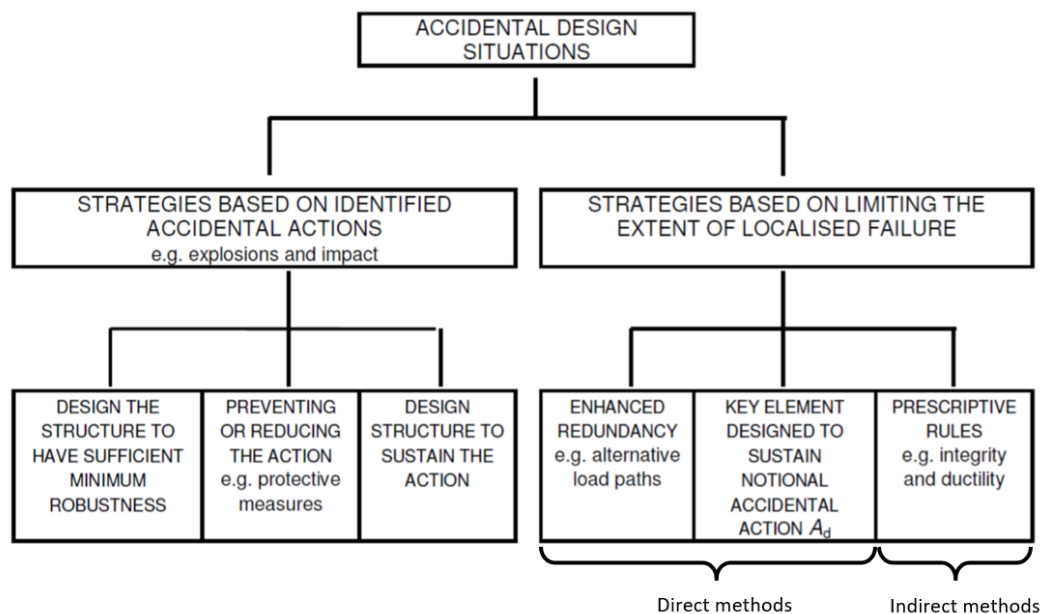 ACCIDENTAL DESIGN
SITUATIONS
STRATEGIES BASED ON IDENTIFIED
ACCIDENTAL ACTIONS
e.g. explosions and impact
STRATEGIES BASED ON LIMITING THE
EXTENT OF LOCALISED FAILURE
DESIGN THE
STRUCTURE TO
HAVE SUFFICIENT
MINIMUM
ROBUSTNESS
PREVENTING
OR REDUCING
THE ACTION
e.g. protective
measures
DESIGN
STRUCTURE TO
SUSTAIN THE
ACTION
ENHANCED
REDUNDANCY
e.g. alternative
load paths
KEY ELEMENT
DESIGNED TO
SUSTAIN
NOTIONAL
ACCIDENTAL
ACTION Ad
PRESCRIPTIVE
RULES
e.g. integrity
and ductility
Direct methods
Indirect methods